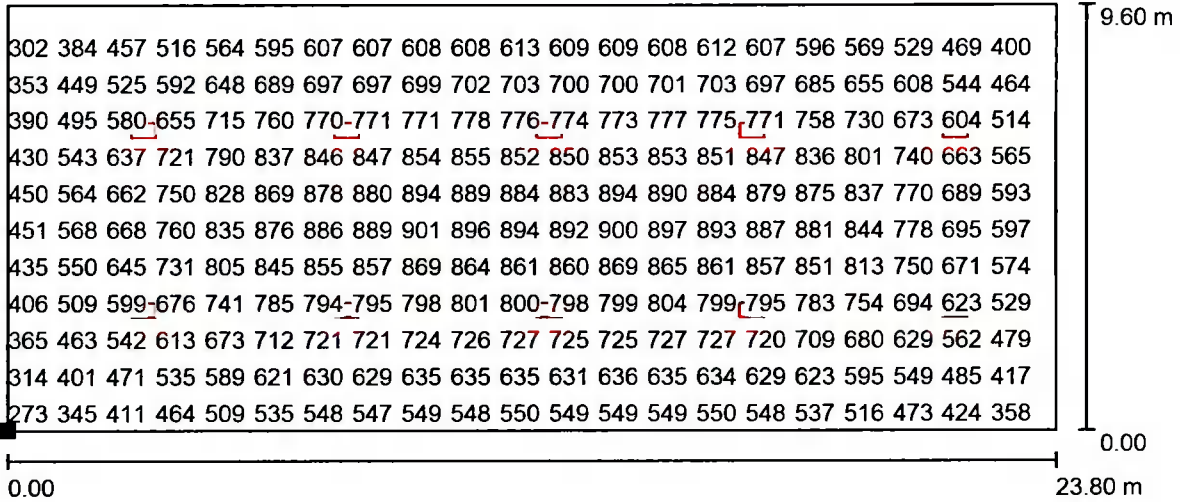 9.60 m
302 384 457 516 564 595 607 607 608 608 613 609 609 608 612 607 596 569 529 469 400
353 449 525 592 648 689 697 697 699 702 703 700 700 701 703 697 685 655 608 544 464
390 495 580 655 715 760 770 771 771 778 776 774 773 777 775 771 758 730 673 604 514
430 543 637 721 790 837 846 847 854 855 852 850 853 853 851 847 836 801 740 663 565
450 564 662 750 828 869 878 880 894 889 884 883 894 890 884 879 875 837 770 689 593
451 568 668 760 835 876 886 889 901 896 894 892 900 897 893 887 881 844 778 695 597
435 550 645 731 805 845 855 857 869 864 861 860 869 865 861 857 851 813 750 671 574
406 509 599 676 741 785 794 795 798 801 800 798 799 804 799 795 783 754 694 623 529
365 463 542 613 673 712 721 721 724 726 727 725 725 727 727 720 709 680 629 562 479
314 401 471 535 589 621 630 629 635 635 635 631 636 635 634 629 623 595 549 485 417
273 345 411 464 509 535 548 547 549 548 550 549 549 549 550 548 537 516 473 424 358
0.00
0.00
23.80 m